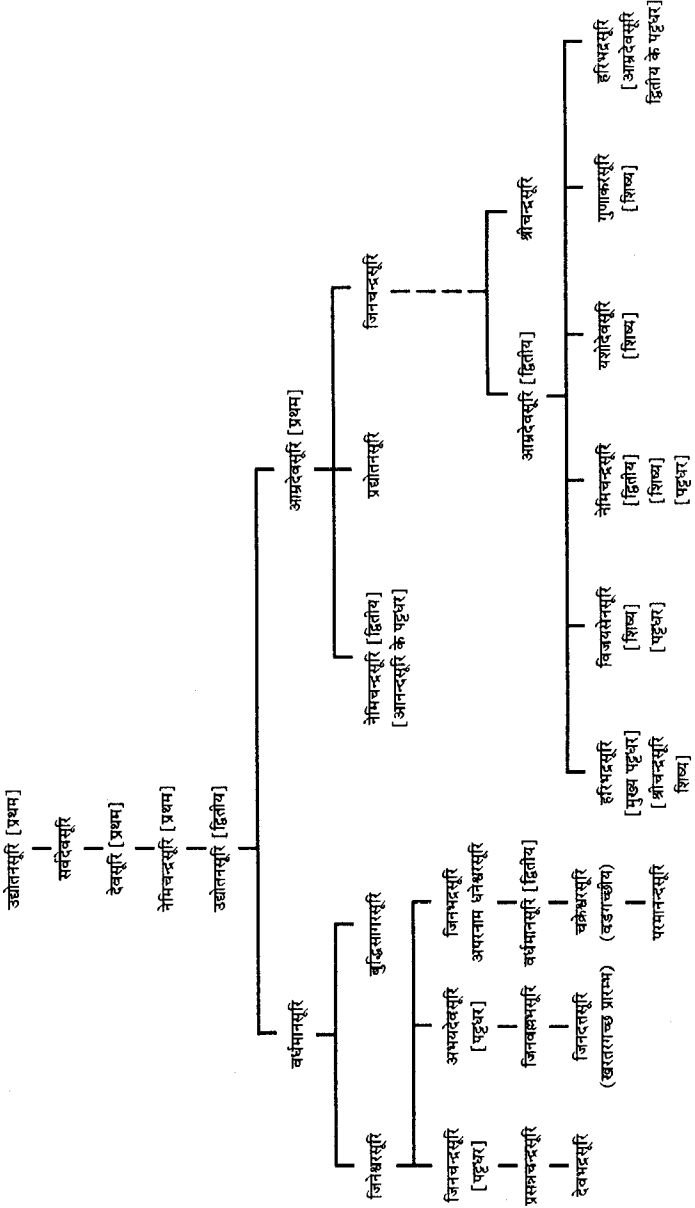 उद्योतनसूरि [प्रथम]
सर्वदेवसूरि
देवसूरि [प्रथम]
नेमिचन्द्रसूरि [प्रथम]
उद्योतनसूरि [द्वितीय]
वर्धमानसूरि
आम्रदेवसूरि [प्रथम]
जिनेश्वरसूरि
बुद्धिसागरसूरि
नेमिचन्द्रसूरि [द्वितीय]
[आनन्दसूरि के पट्टधर]
प्रद्योतनसूरि
जिनचन्द्रसूरि
जिनचन्द्रसूरि
[पट्टधर]
अभयदेवसूरि
[पट्टधर]
जिनभद्रसूरि
अपरनाम धनेश्वरसूरि
प्रसन्नचन्द्रसूरि
जिनवल्लभसूरि
वर्धमानसूरि [द्वितीय]
आम्रदेवसूरि [द्वितीय]
श्रीचन्द्रसूरि
देवभद्रसूरि
जिनदत्तसूरि
(खरतरगच्छ प्रारम्भ)
चक्रेश्वरसूरि
(वडगच्छीय)
परमानन्दसूरि
हरिभद्रसूरि
[मुख्य पट्टधर]
[श्रीचन्द्रसूरि
शिष्य]
विजयसेनसूरि
[शिष्य]
[पट्टधर]
नेमिचन्द्रसूरि
[द्वितीय]
[शिष्य]
[पट्टधर]
यशोदेवसूरि
[शिष्य]
गुणाकरसूरि
[शिष्य]
हरिभद्रसूरि
[आम्रदेवसूरि
द्वितीय के पट्टधर]